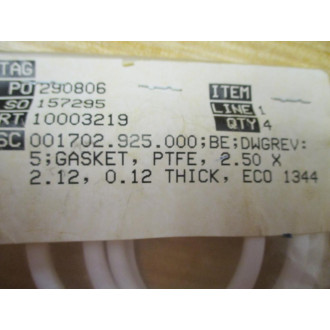 TAG
PO 290806 ITEM
SO 157295 LINE 1
RT 10003219 QTY 4
SC 001702.925.000;BE;DWGREV:
5;GASKET, PTFE, 2.50 X
2.12, 0.12 THICK, ECO 1344